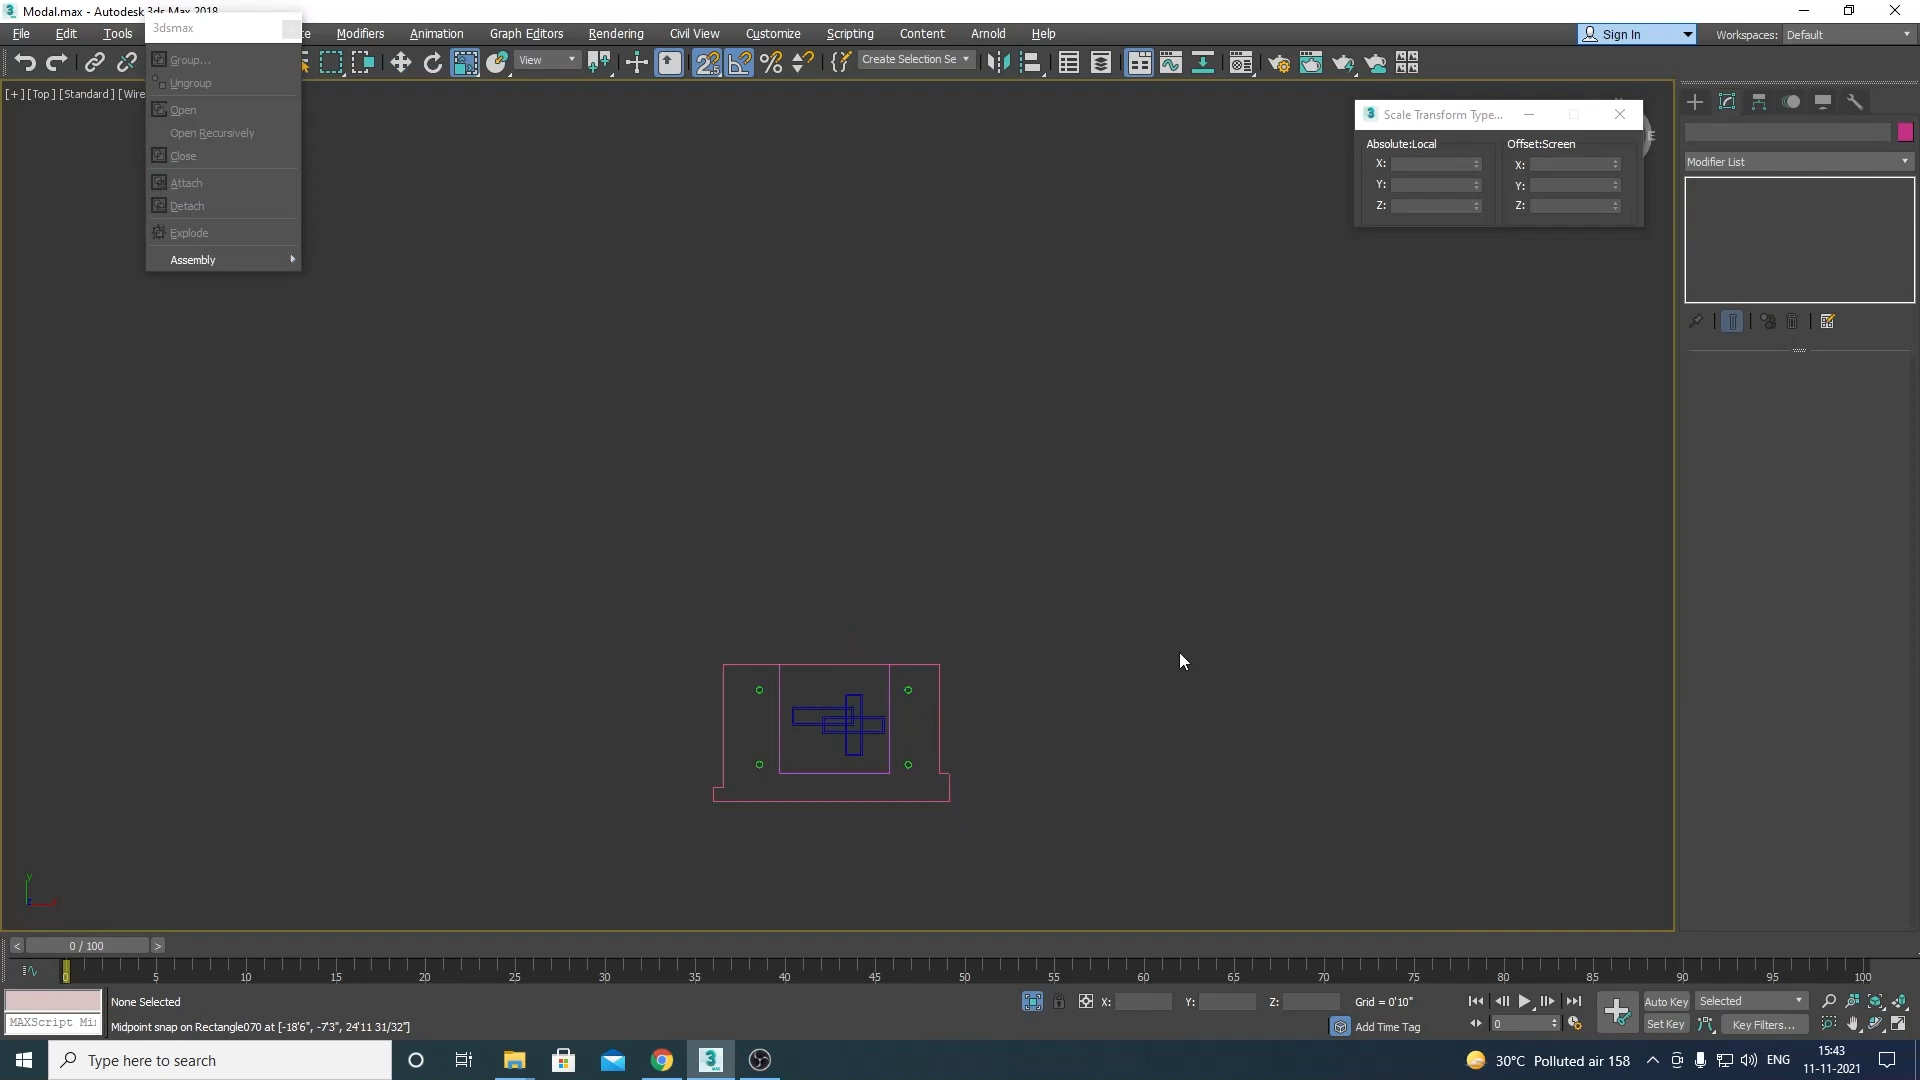 Modal.max - Autodesk 3ds Max 2018
3dsmax
File Edit Tools Modifiers Animation Graph Editors Rendering Civil View Customize Scripting Content Arnold Help
Sign In
Workspaces: Default
Group...
Ungroup
Open
Open Recursively
Close
Attach
Detach
Explode
Assembly
View
Create Selection Se
[+] [Top ] [Standard ] [Wire
Scale Transform Type...
Absolute:Local
Offset:Screen
X: X:
Y: Y:
Z: Z:
E
Modifier List
y
0 / 100
0 5 10 15 20 25 30 35 40 45 50 55 60 65 70 75 80 85 90 95 100
None Selected
X: Y: Z:
Grid = 0'10"
Auto Key
Selected
MAXScript Mi
Midpoint snap on Rectangle070 at [-18'6", -7'3", 24'11 31/32"]
Add Time Tag
0
Set Key
Key Filters...
Type here to search
30°C Polluted air 158
ENG
15:43
11-11-2021